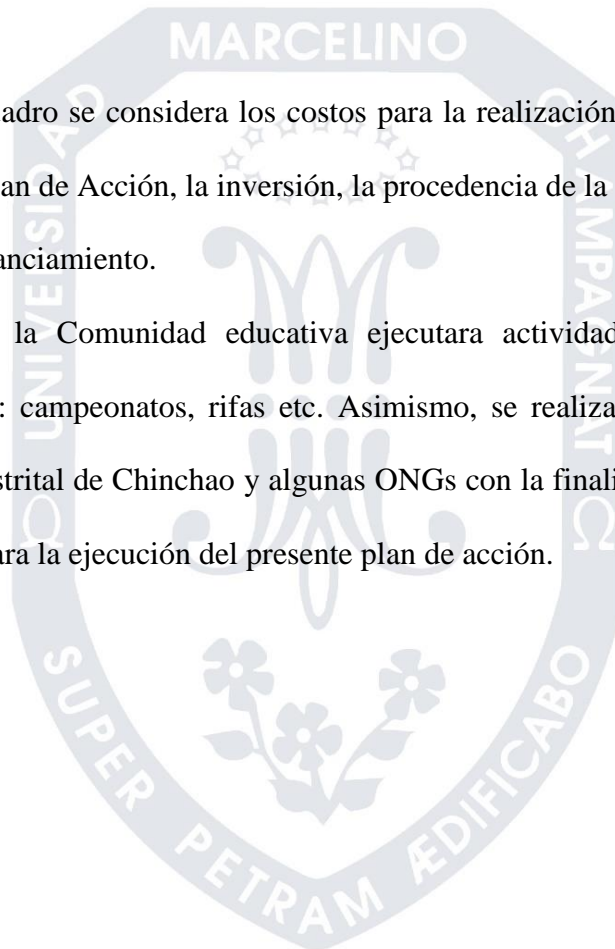 MARCELINO
UNIVERSIDAD
CHAMPAGNAT
adro se considera los costos para la realización
an de Acción, la inversión, la procedencia de la
anciamiento.
la Comunidad educativa ejecutara actividad
: campeonatos, rifas etc. Asimismo, se realiza
strital de Chinchao y algunas ONGs con la finali
ara la ejecución del presente plan de acción.
SUPER PETRAM ÆDIFICABO